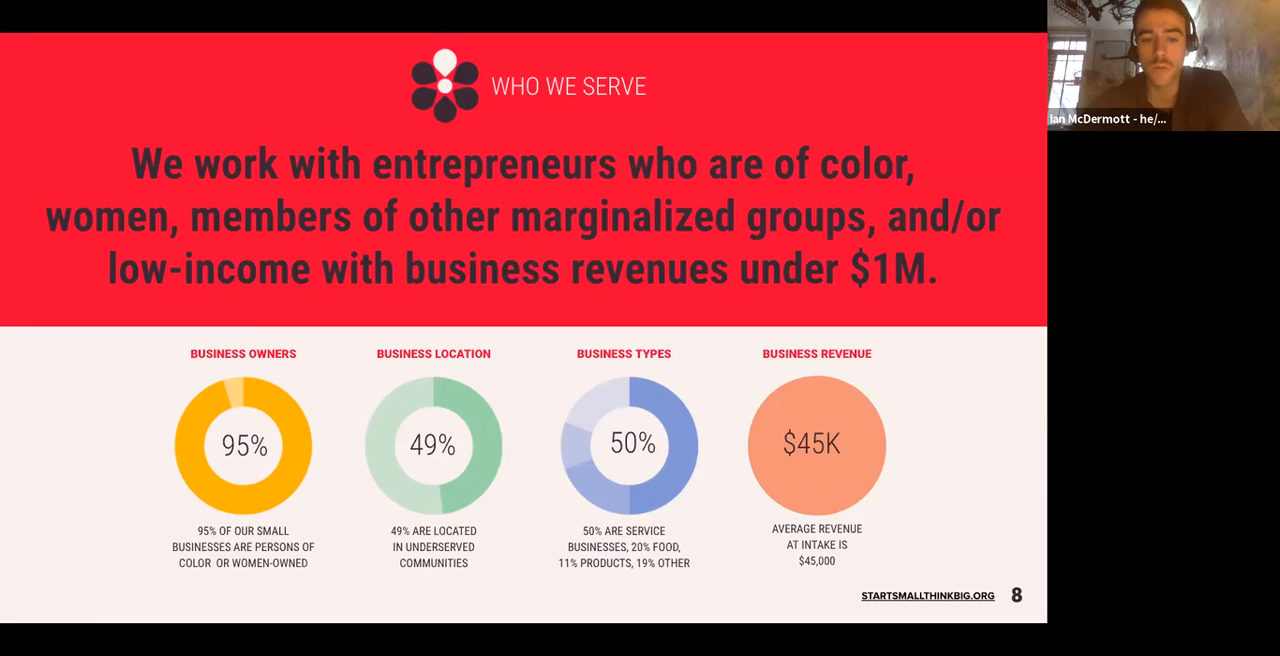 WHO WE SERVE
We work with entrepreneurs who are of color,
women, members of other marginalized groups, and/or
low-income with business revenues under $1M.
BUSINESS OWNERS
95%
95% OF OUR SMALL
BUSINESSES ARE PERSONS OF
COLOR OR WOMEN-OWNED
BUSINESS LOCATION
49%
49% ARE LOCATED
IN UNDERSERVED
COMMUNITIES
BUSINESS TYPES
50%
50% ARE SERVICE
BUSINESSES, 20% FOOD,
11% PRODUCTS, 19% OTHER
BUSINESS REVENUE
$45K
AVERAGE REVENUE
AT INTAKE IS
$45,000
STARTSMALLTHINKBIG.ORG 8
Ian McDermott - he/...